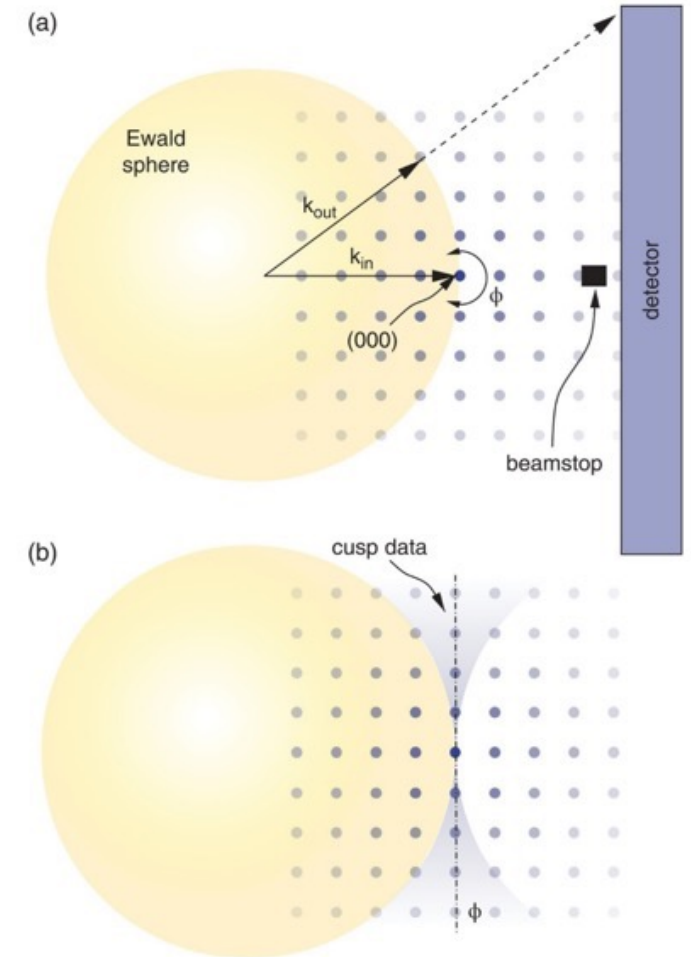 (a)
Ewald
sphere
k_out
k_in
ϕ
(000)
detector
beamstop
(b)
cusp data
ϕ